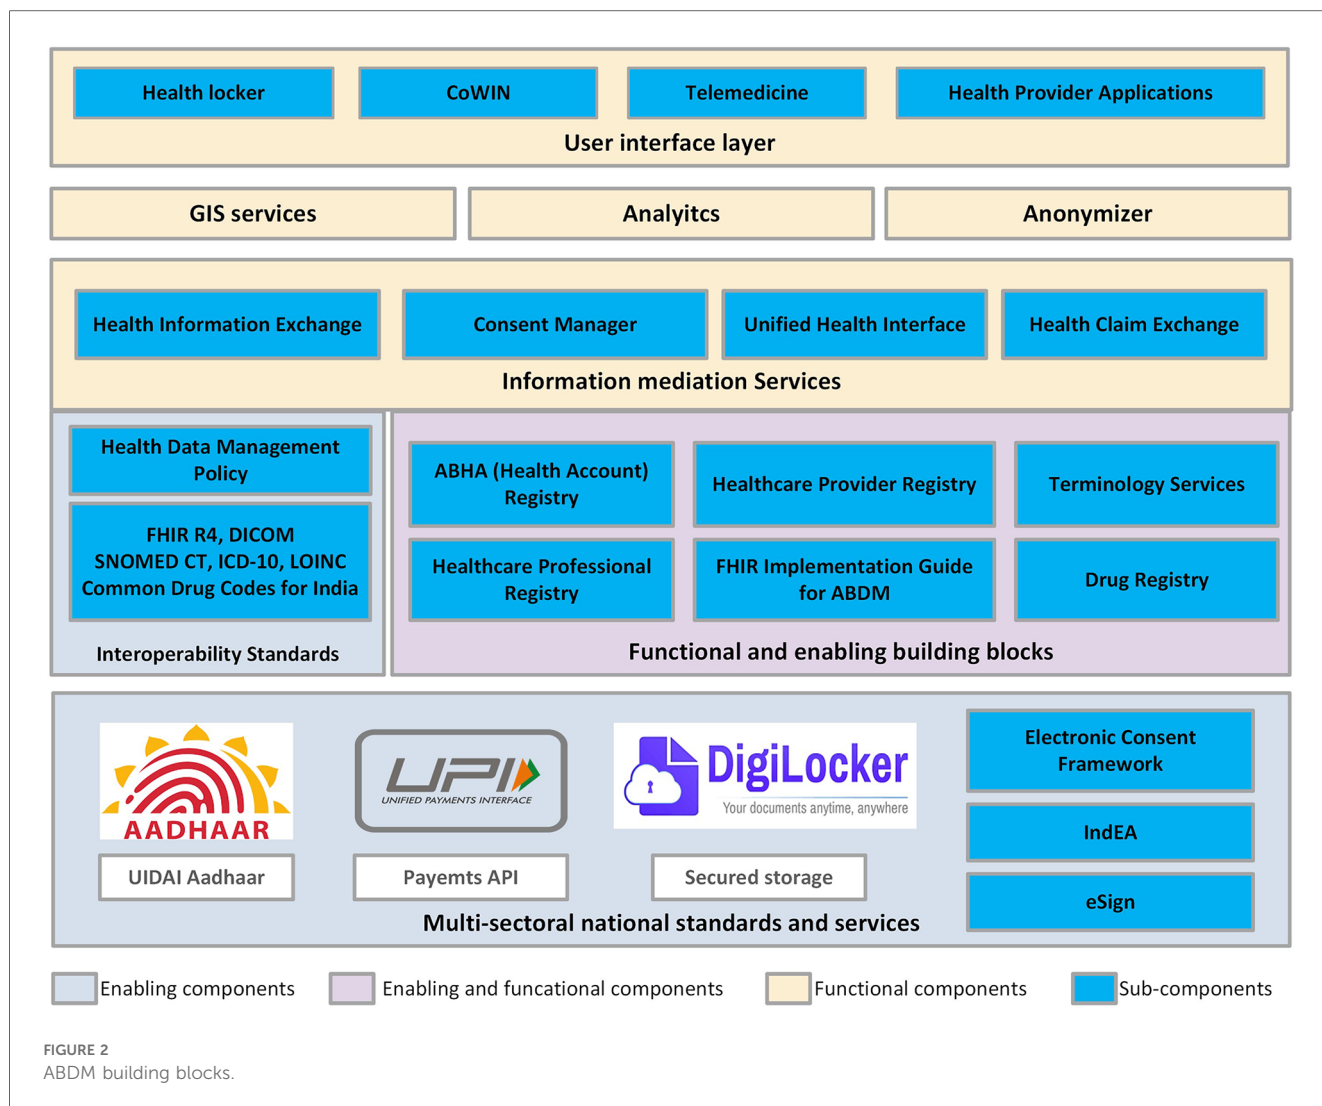 Health locker
CoWIN
Telemedicine
Health Provider Applications
User interface layer
GIS services
Analyitcs
Anonymizer
Health Information Exchange
Consent Manager
Unified Health Interface
Health Claim Exchange
Information mediation Services
Health Data Management
Policy
FHIR R4, DICOM
SNOMED CT, ICD-10, LOINC
Common Drug Codes for India
Interoperability Standards
ABHA (Health Account)
Registry
Healthcare Provider Registry
Terminology Services
Healthcare Professional
Registry
FHIR Implementation Guide
for ABDM
Drug Registry
Functional and enabling building blocks
AADHAAR
UPI
UNIFIED PAYMENTS INTERFACE
DigiLocker
Your documents anytime, anywhere
UIDAI Aadhaar
Payemts API
Secured storage
Electronic Consent
Framework
IndEA
eSign
Multi-sectoral national standards and services
Enabling components
Enabling and funcational components
Functional components
Sub-components
FIGURE 2
ABDM building blocks.